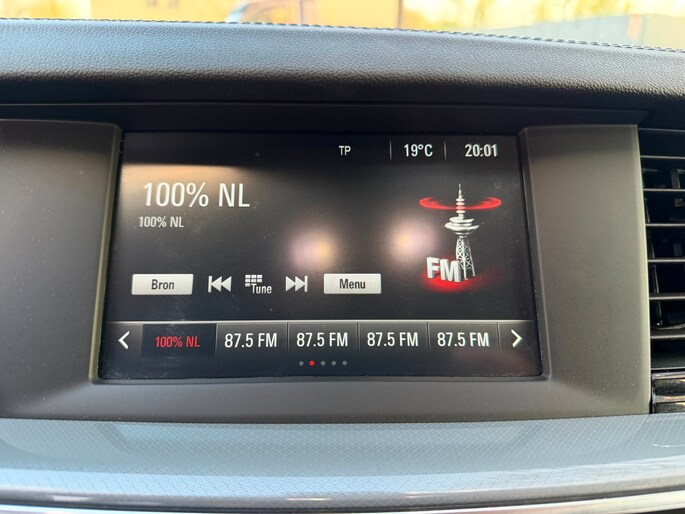 TP 19°C 20:01
100% NL
100% NL
FM
Bron Tune Menu
100% NL 87.5 FM 87.5 FM 87.5 FM 87.5 FM